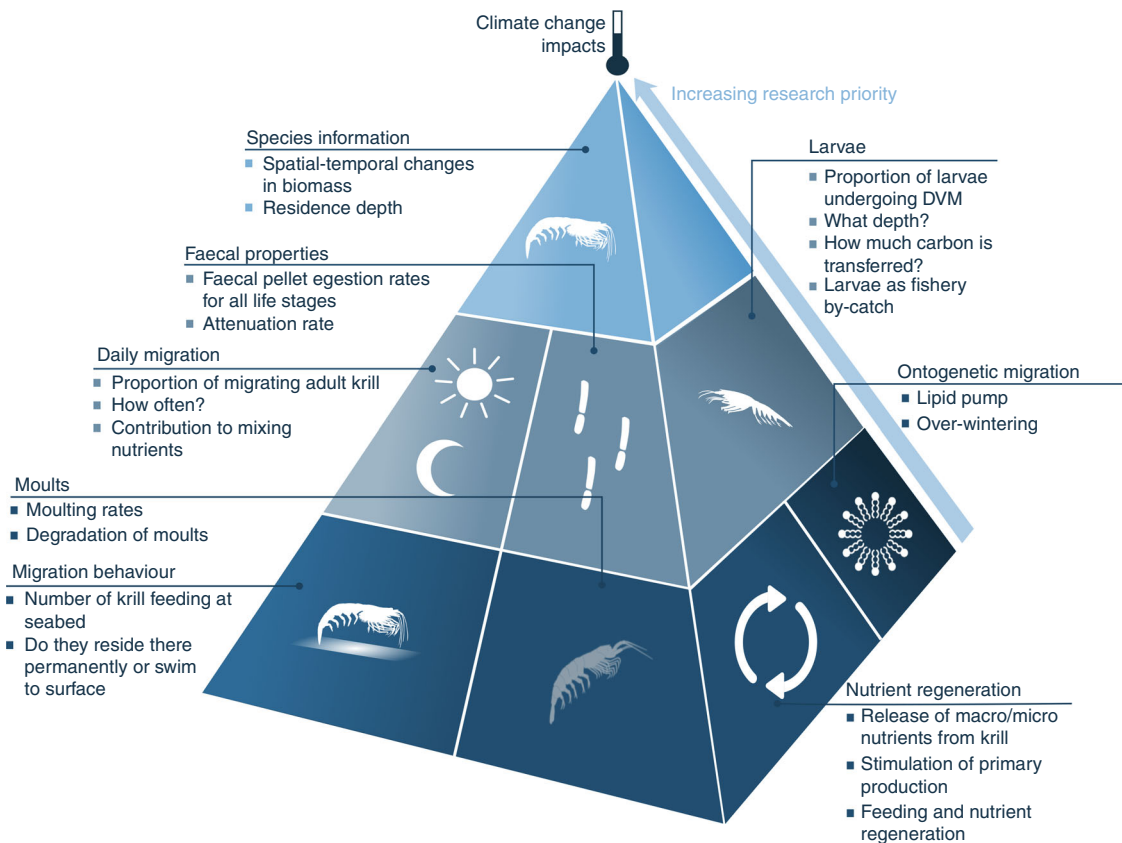 Climate change
impacts
Increasing research priority
Species information
Spatial-temporal changes
in biomass
Residence depth
Larvae
Proportion of larvae
undergoing DVM
What depth?
How much carbon is
transferred?
Larvae as fishery
by-catch
Faecal properties
Faecal pellet egestion rates
for all life stages
Attenuation rate
Daily migration
Proportion of migrating adult krill
How often?
Contribution to mixing
nutrients
Ontogenetic migration
Lipid pump
Over-wintering
Moults
Moulting rates
Degradation of moults
Migration behaviour
Number of krill feeding at
seabed
Do they reside there
permanently or swim
to surface
Nutrient regeneration
Release of macro/micro
nutrients from krill
Stimulation of primary
production
Feeding and nutrient
regeneration